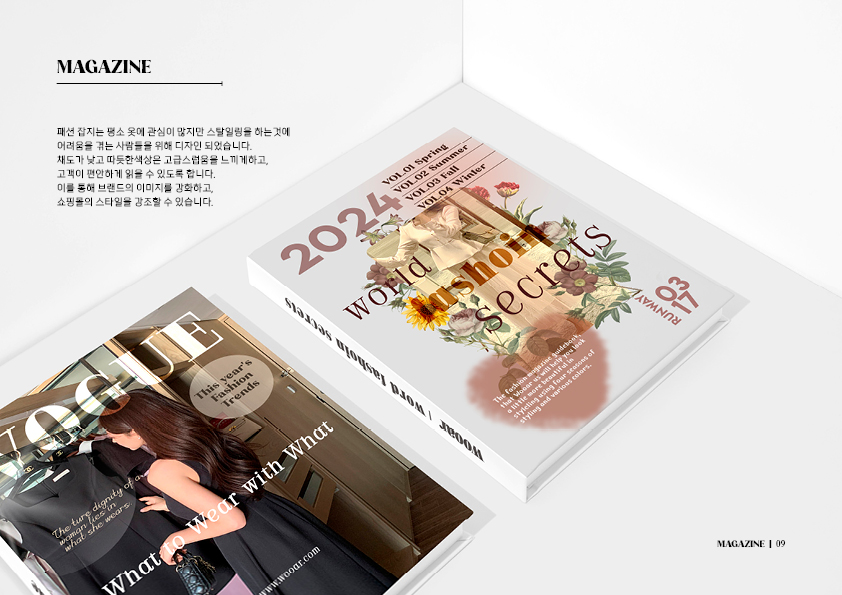 MAGAZINE
패션 잡지는 평소 옷에 관심이 많지만 스탈일링을 하는것에
어려움을 겪는 사람들을 위해 디자인 되었습니다.
채도가 낮고 따듯한색상은 고급스럽움을 느끼게하고,
고객이 편안하게 읽을 수 있도록 합니다.
이를 통해 브랜드의 이미지를 강화하고,
쇼핑몰의 스타일을 강조할 수 있습니다.
2024
VOL.01 Spring
VOL.02 Summer
VOL.03 Fall
VOL.04 Winter
world
fashoin
secrets
RUNWAY
03
17
The fashion magazine guidebook,
that Wooar us will help you look
a little more beautiful in
styleing using four seasons of
styling and various colors.
wooar | word fashoin secrets
VOGUE
This year's
Fashion
Trends
The ture dignity of a
woman lies in
what she wears.
What to Wear with What
www.wooar.com
MAGAZINE | 09